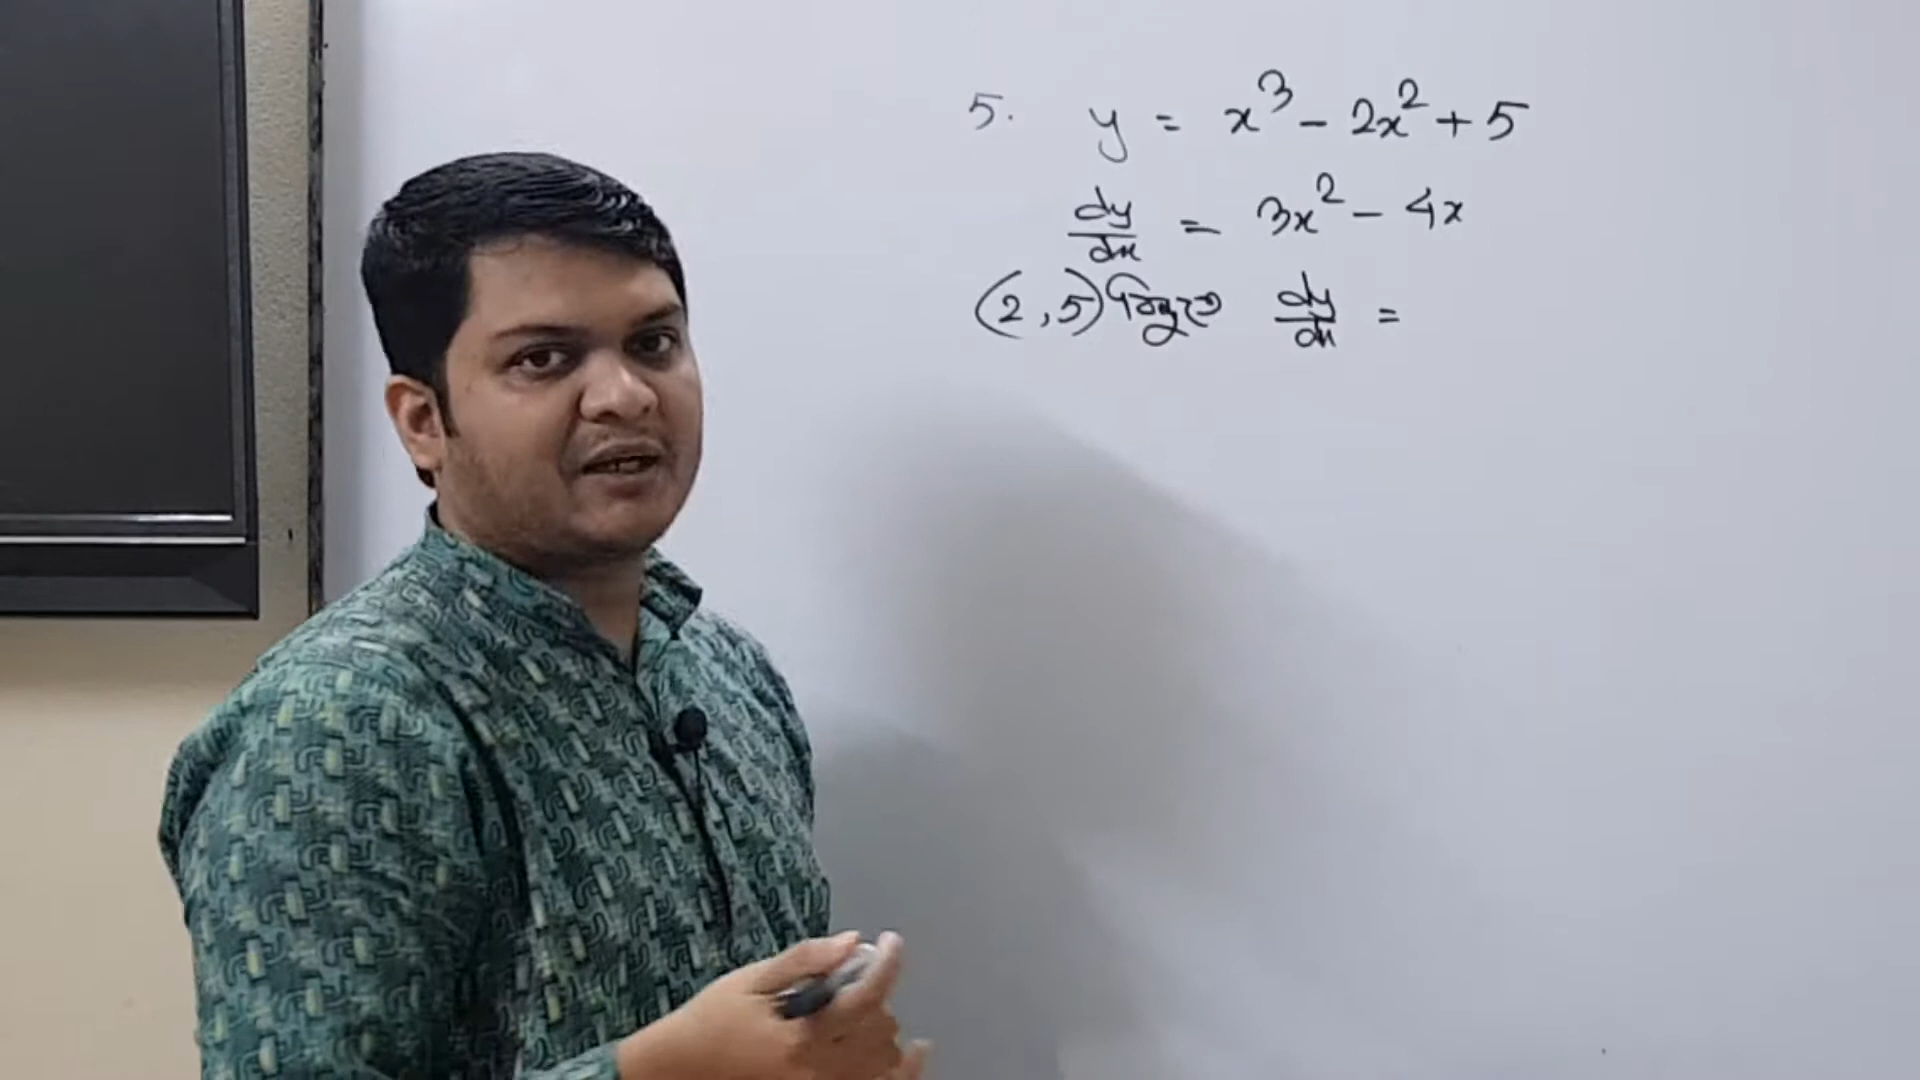 5. y = x³ - 2x² + 5
dy/dx = 3x² - 4x
(2, 5) বিন্দুতে dy/dx =